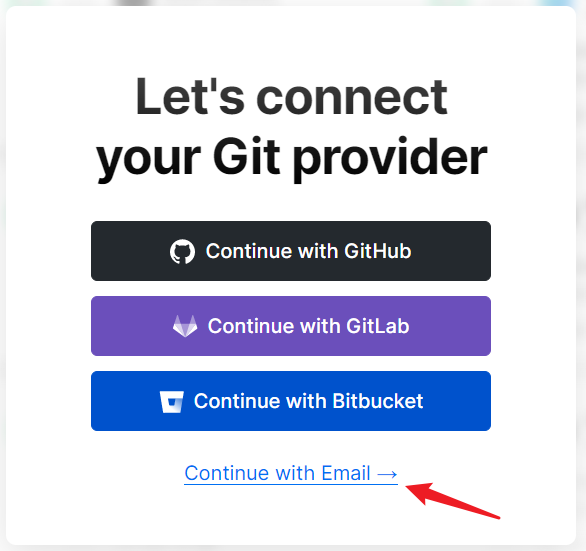 Let's connect
your Git provider
Continue with GitHub
Continue with GitLab
Continue with Bitbucket
Continue with Email →